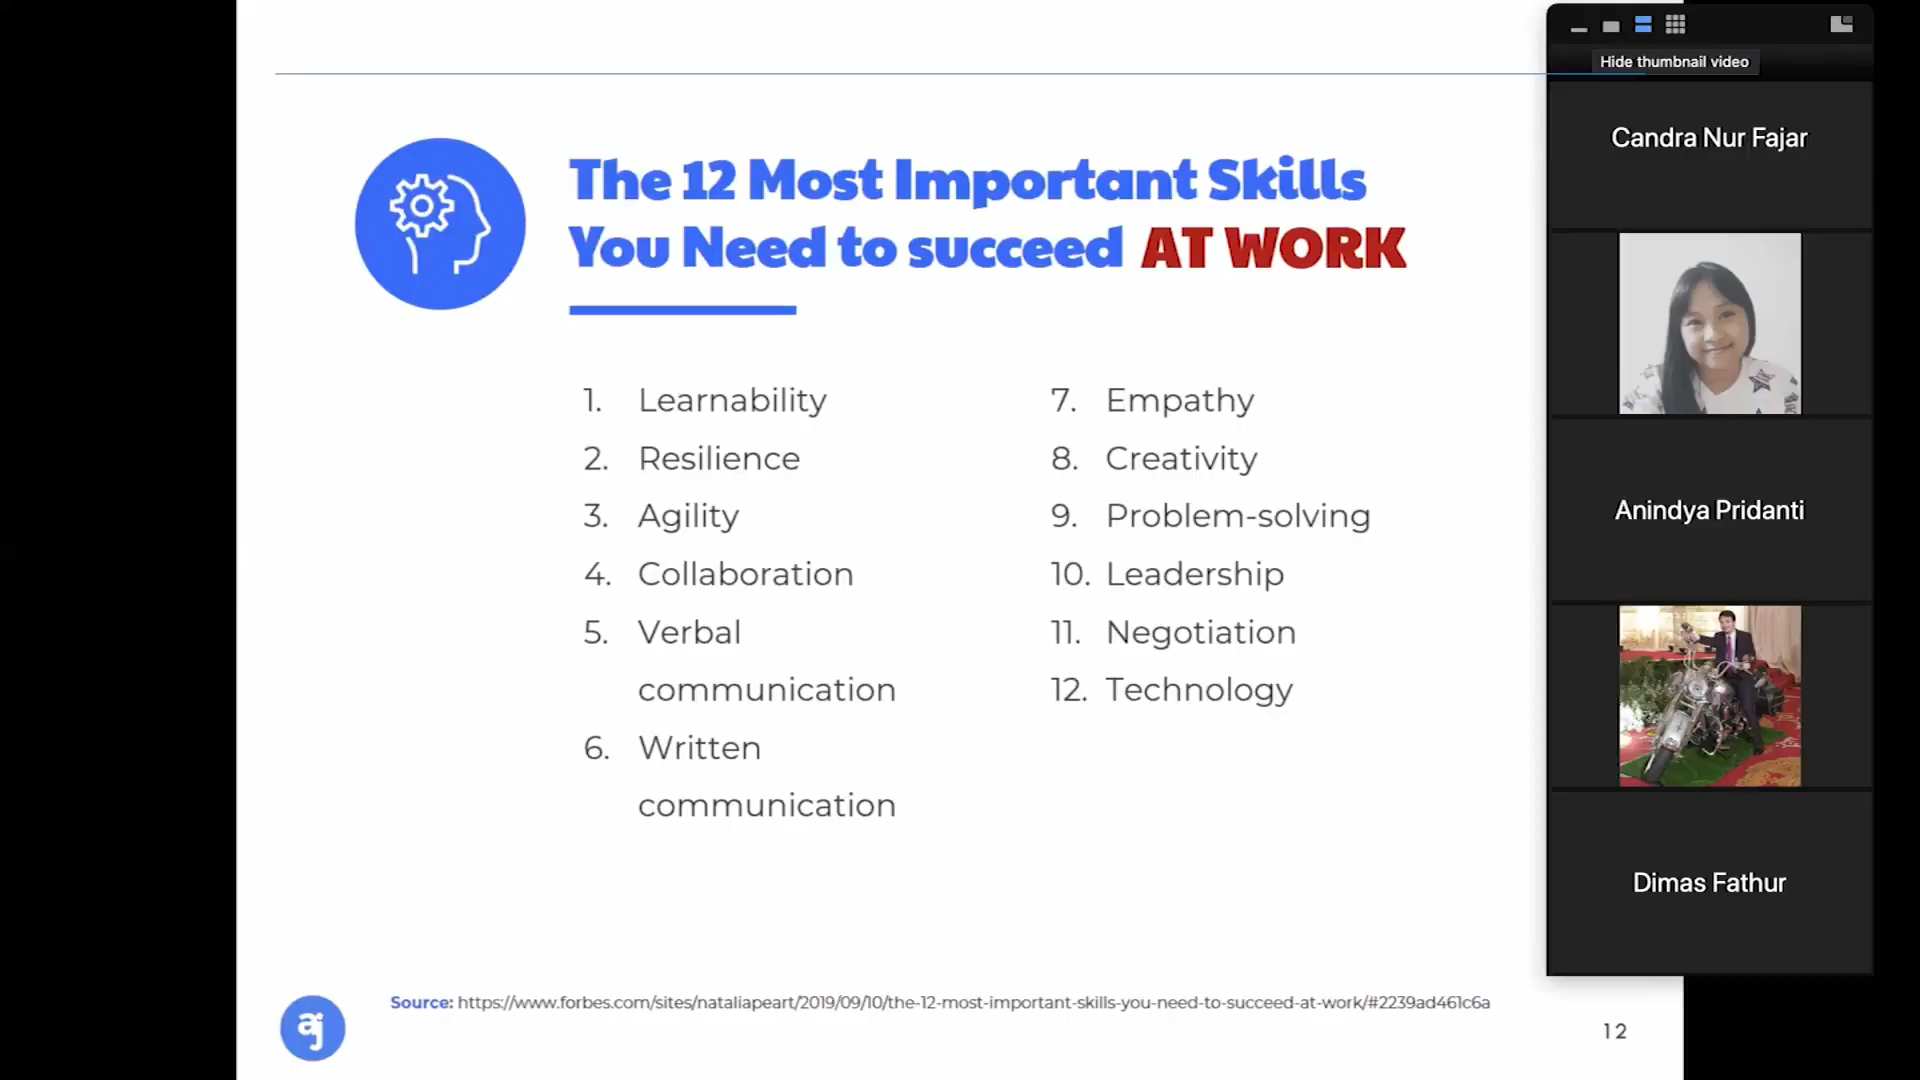 The 12 Most Important Skills
You Need to succeed AT WORK
1. Learnability
2. Resilience
3. Agility
4. Collaboration
5. Verbal
communication
6. Written
communication
7. Empathy
8. Creativity
9. Problem-solving
10. Leadership
11. Negotiation
12. Technology
Source: https://www.forbes.com/sites/nataliapeart/2019/09/10/the-12-most-important-skills-you-need-to-succeed-at-work/#2239ad461c6a
aj
12
Hide thumbnail video
Candra Nur Fajar
Anindya Pridanti
Dimas Fathur